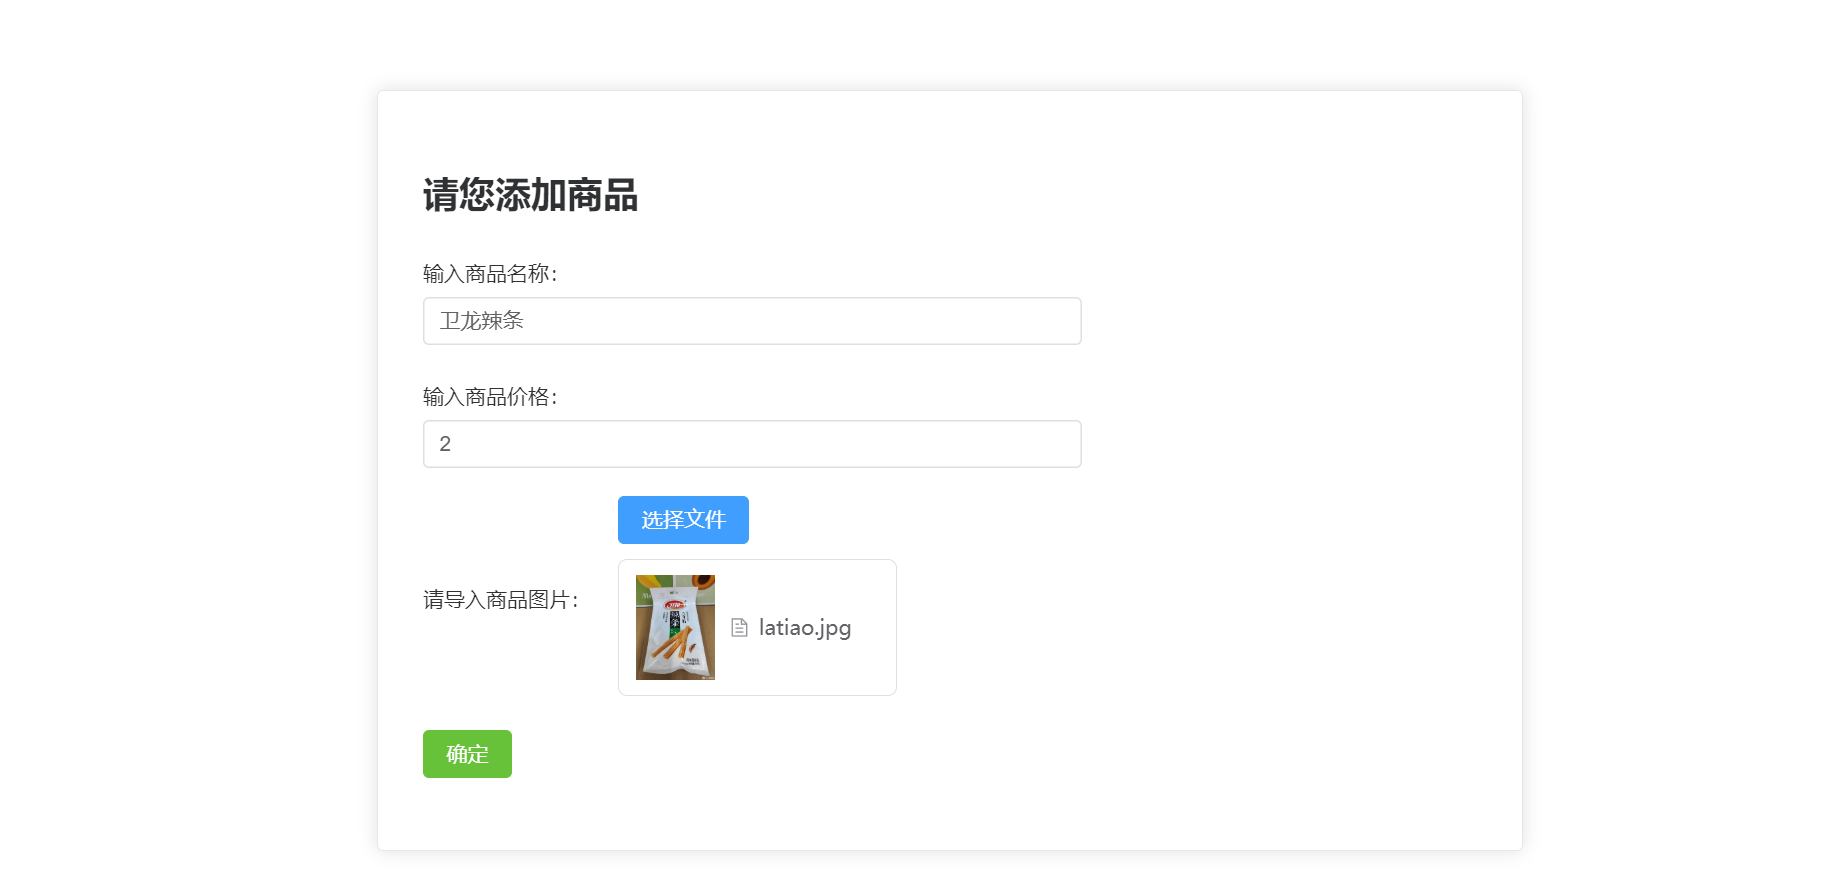 请您添加商品
输入商品名称：
卫龙辣条
输入商品价格：
2
选择文件
请导入商品图片：
latiao.jpg
确定